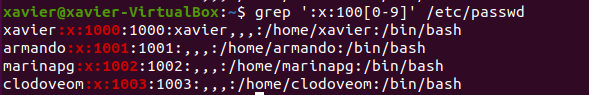 xavier@xavier-VirtualBox:~$ grep ':x:100[0-9]' /etc/passwd
xavier:x:1000:1000:xavier,,,:/home/xavier:/bin/bash
armando:x:1001:1001:,,,:/home/armando:/bin/bash
marinapg:x:1002:1002:,,,:/home/marinapg:/bin/bash
clodoveom:x:1003:1003:,,,:/home/clodoveom:/bin/bash